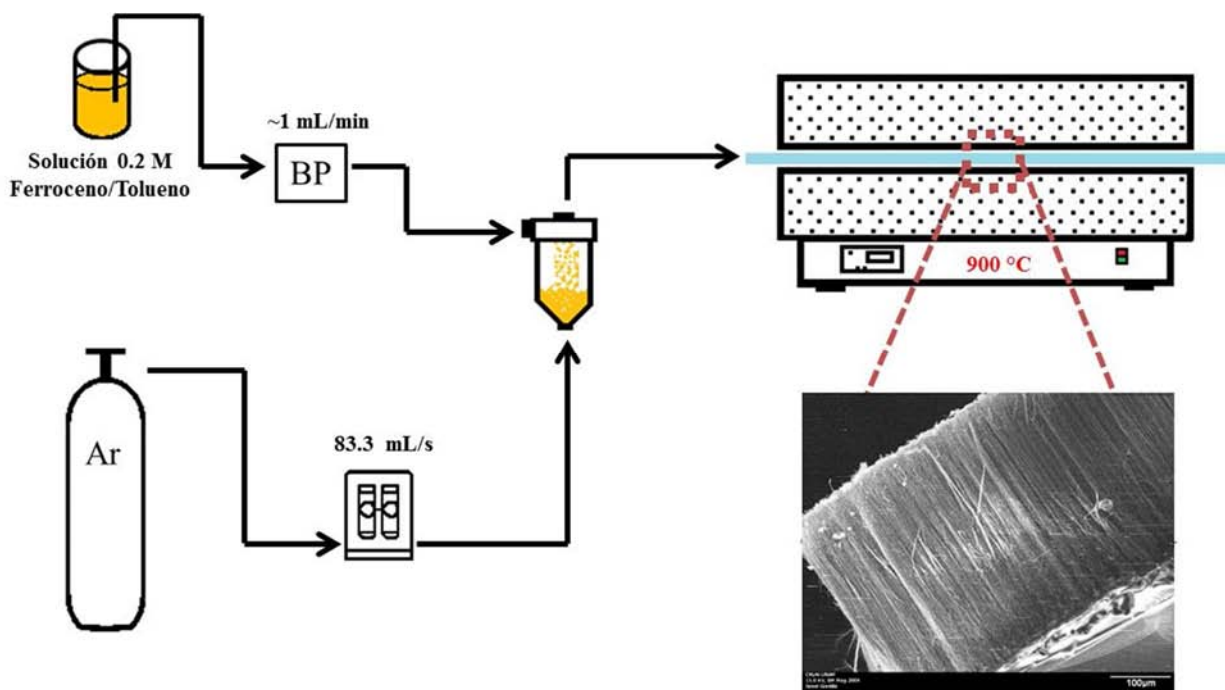 Solución 0.2 M
Ferroceno/Tolueno
~1 mL/min
BP
900 °C
Ar
83.3 mL/s
100µm